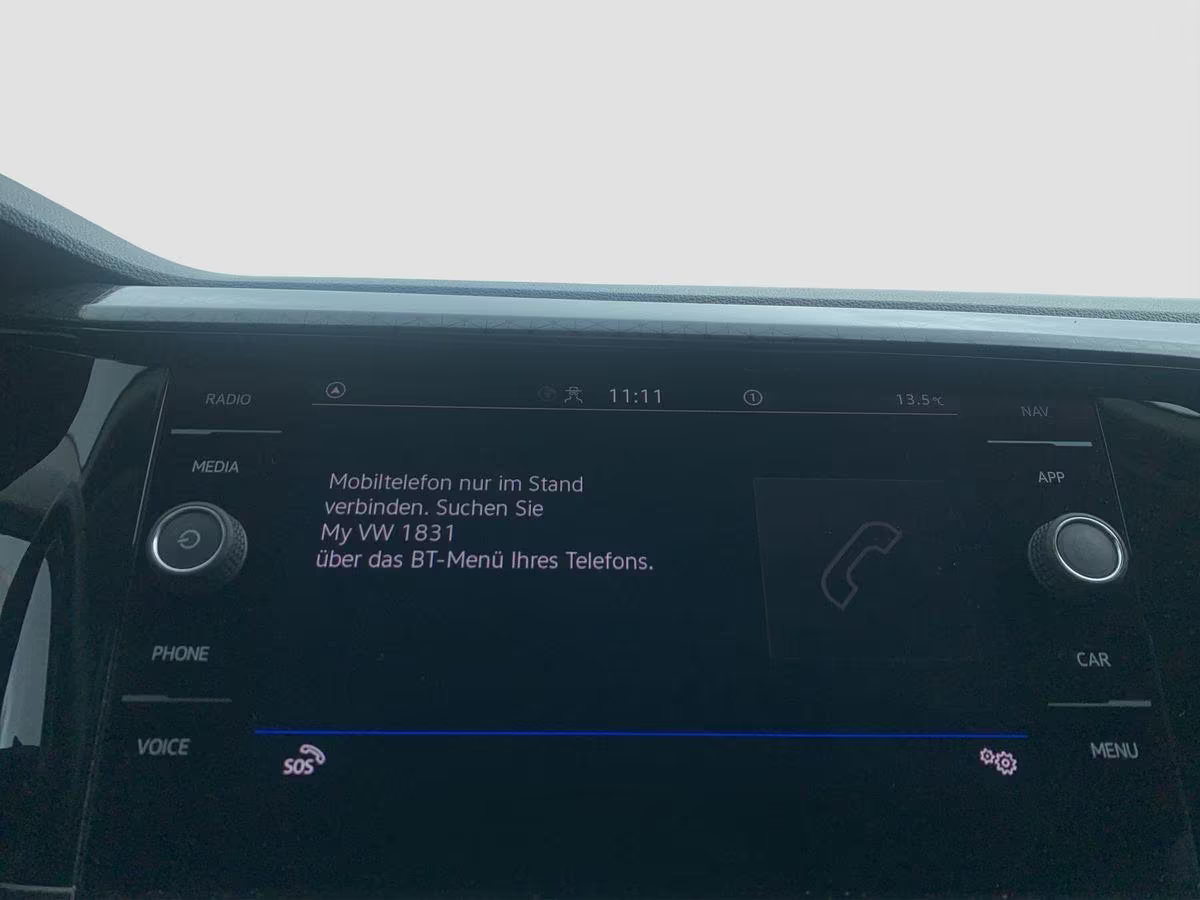 RADIO
MEDIA
PHONE
VOICE
11:11
1
13.5°C
Mobiltelefon nur im Stand
verbinden. Suchen Sie
My VW 1831
über das BT-Menü Ihres Telefons.
SOS
NAV
APP
CAR
MENU